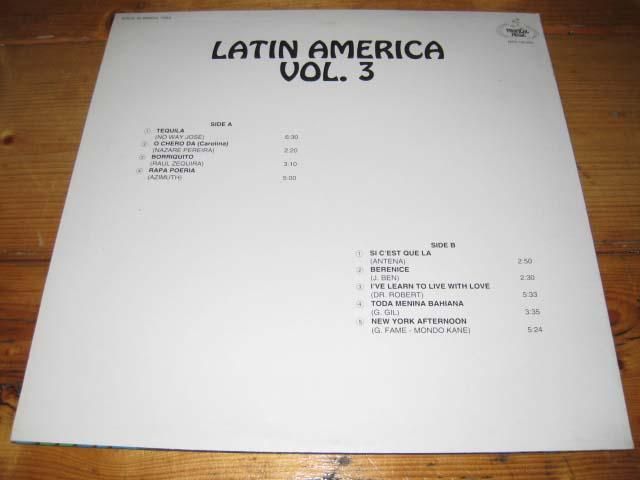 LATIN AMERICA
VOL. 3
SIDE A
1 TEQUILA
(NO WAY JOSE) 6:30
2 O CHERO DA (Carolina)
(NAZARE PEREIRA) 2:20
3 BORRIQUITO
(RAUL ZEQUIRA) 3:10
4 RAPA POERIA
(AZIMUTH) 5:00
SIDE B
1 SI C'EST QUE LA
(ANTENA) 2:50
2 BERENICE
(J. BEN) 2:30
3 I'VE LEARN TO LIVE WITH LOVE
(DR. ROBERT) 5:33
4 TODA MENINA BAHIANA
(G. GIL) 3:35
5 NEW YORK AFTERNOON
(G. FAME - MONDO KANE) 5:24